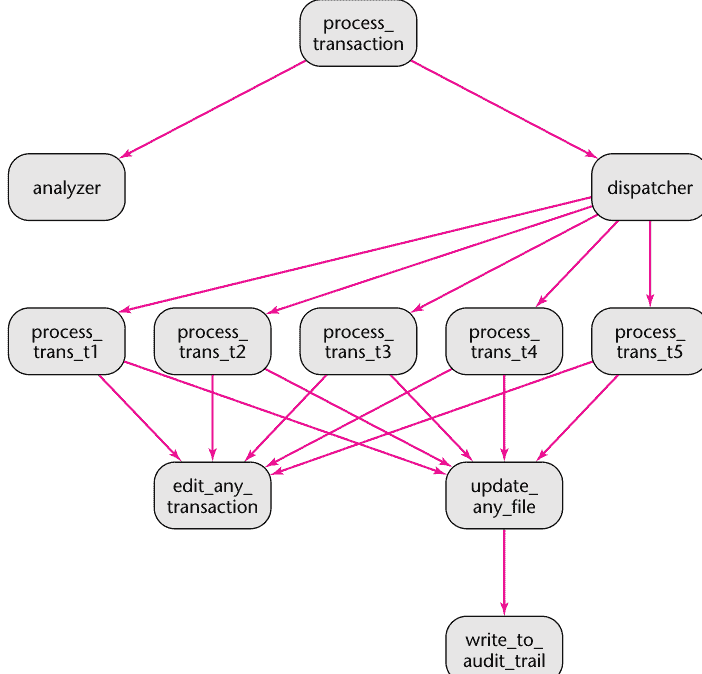 process_
transaction
analyzer
dispatcher
process_
trans_t1
process_
trans_t2
process_
trans_t3
process_
trans_t4
process_
trans_t5
edit_any_
transaction
update_
any_file
write_to_
audit_trail